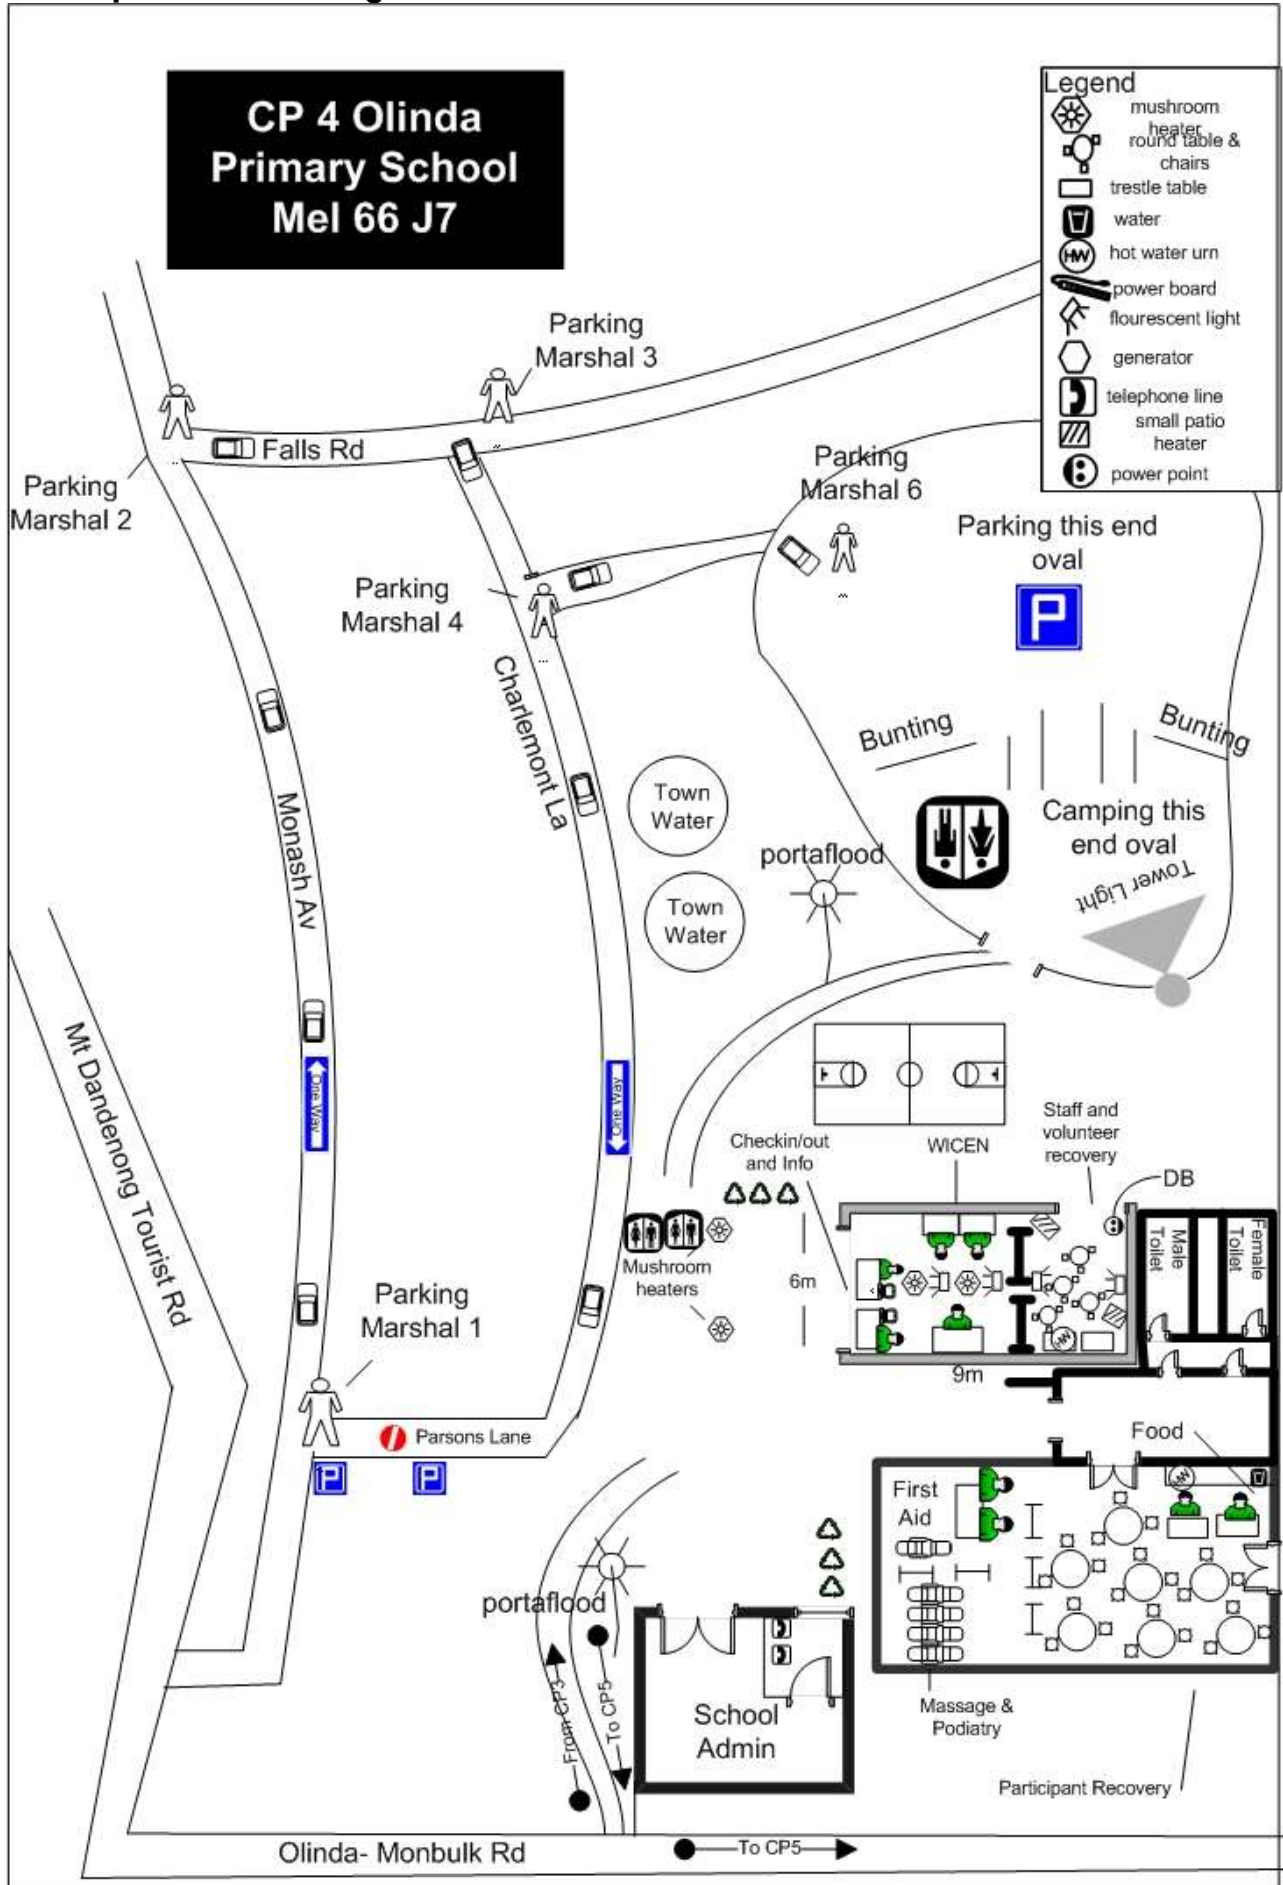 CP 4 Olinda
Primary School
Mel 66 J7
Legend
mushroom
heater
round table &
chairs
trestle table
water
HW
hot water urn
power board
flourescent light
generator
telephone line
small patio
heater
power point
Parking
Marshal 3
Falls Rd
Parking
Marshal 2
Parking
Marshal 6
Parking this end
oval
P
Parking
Marshal 4
Charlemont La
Bunting
Bunting
Monash Av
Town
Water
Town
Water
portaflood
Camping this
end oval
Tower Light
Mt Dandenong Tourist Rd
One Way
One Way
Checkin/out
and Info
WICEN
Staff and
volunteer
recovery
DB
Male
Toilet
Female
Toilet
Mushroom
heaters
6m
HW
9m
Parking
Marshal 1
Parsons Lane
P
P
Food
HW
First
Aid
portaflood
From CP3
To CP5
School
Admin
Massage &
Podiatry
Participant Recovery
Olinda- Monbulk Rd
To CP5